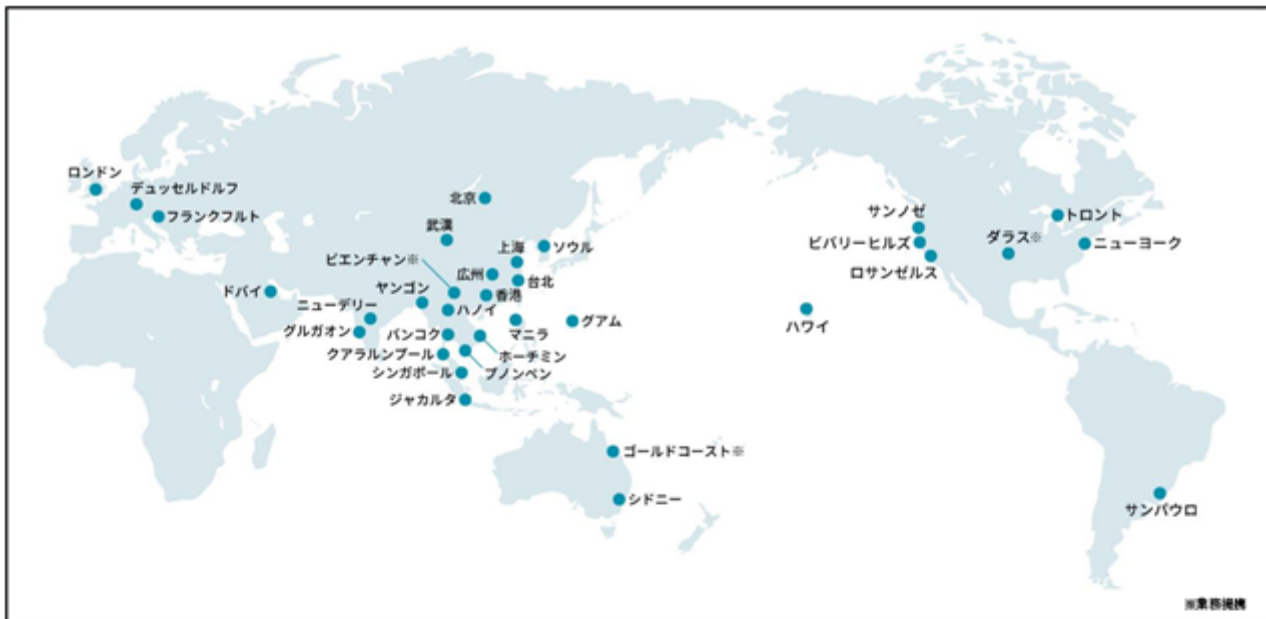 ロンドン
デュッセルドルフ
フランクフルト
北京
武漢
ビエンチャン※
上海
ソウル
広州
台北
ヤンゴン
香港
ドバイ
ニューデリー
ハノイ
グルガオン
バンコク
マニラ
グアム
クアラルンプール
ホーチミン
シンガポール
プノンペン
ジャカルタ
ゴールドコースト※
シドニー
サンノゼ
トロント
ビバリーヒルズ
ダラス※
ニューヨーク
ロサンゼルス
ハワイ
サンパウロ
※業務提携